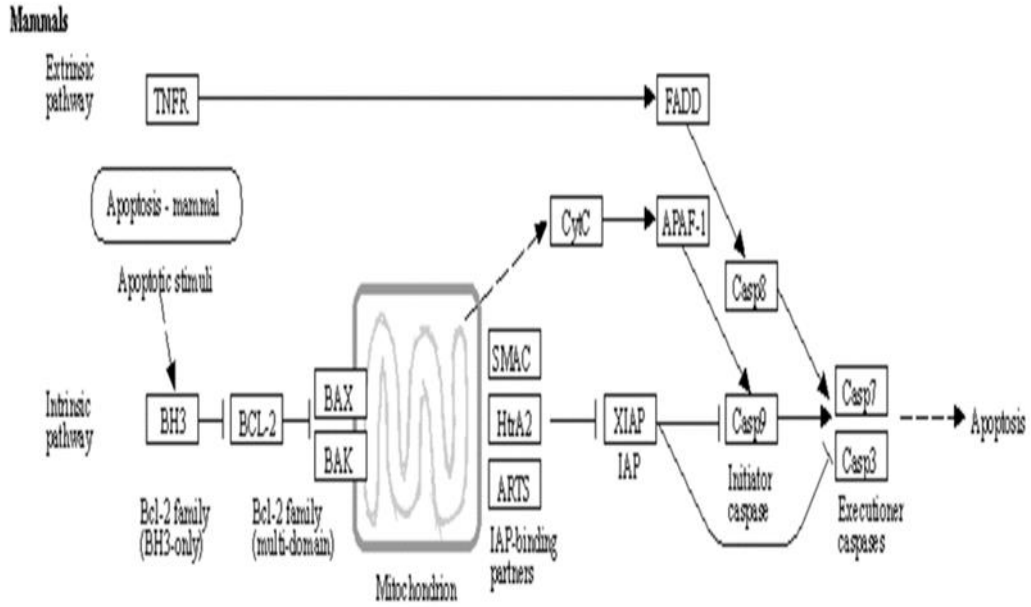 Mammals
Extrinsic
pathway
TNFR
FADD
Apoptosis - mammal
CytC
APAF-1
Apoptotic stimuli
Casp8
SMAC
Intrinsic
pathway
BH3
BCL-2
BAX
BAK
HtrA2
XIAP
IAP
Casp9
Casp7
Casp3
Apoptosis
ARTS
Initiator
caspase
Executioner
caspases
Bcl-2 family
(BH3-only)
Bcl-2 family
(multi-domain)
IAP-binding
partners
Mitochondrion